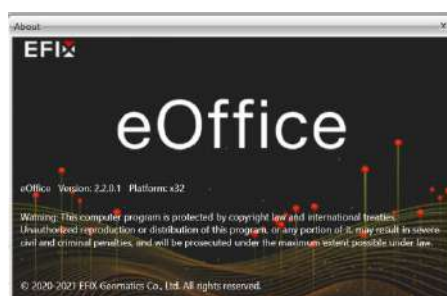 About
EFIX
eOffice
eOffice Version: 2.2.0.1 Platform: x32
Warning: This computer program is protected by copyright law and international treaties.
Unauthorized reproduction or distribution of this program, or any portion of it, may result in severe
civil and criminal penalties, and will be prosecuted under the maximum extent possible under law.
© 2020-2021 EFIX Geomatics Co., Ltd. All rights reserved.